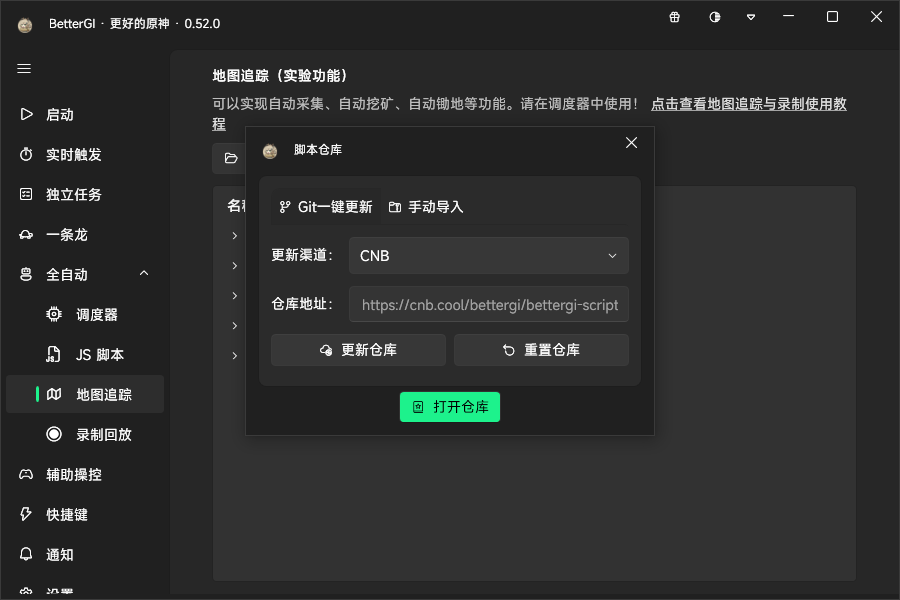 BetterGI · 更好的原神 · 0.52.0
启动
实时触发
独立任务
一条龙
全自动
调度器
JS 脚本
地图追踪
录制回放
辅助操控
快捷键
通知
设置
地图追踪（实验功能）
可以实现自动采集、自动挖矿、自动锄地等功能。请在调度器中使用！ 点击查看地图追踪与录制使用教
程
名称
脚本仓库
Git一键更新
手动导入
更新渠道：
CNB
仓库地址：
https://cnb.cool/bettergi/bettergi-script
更新仓库
重置仓库
打开仓库